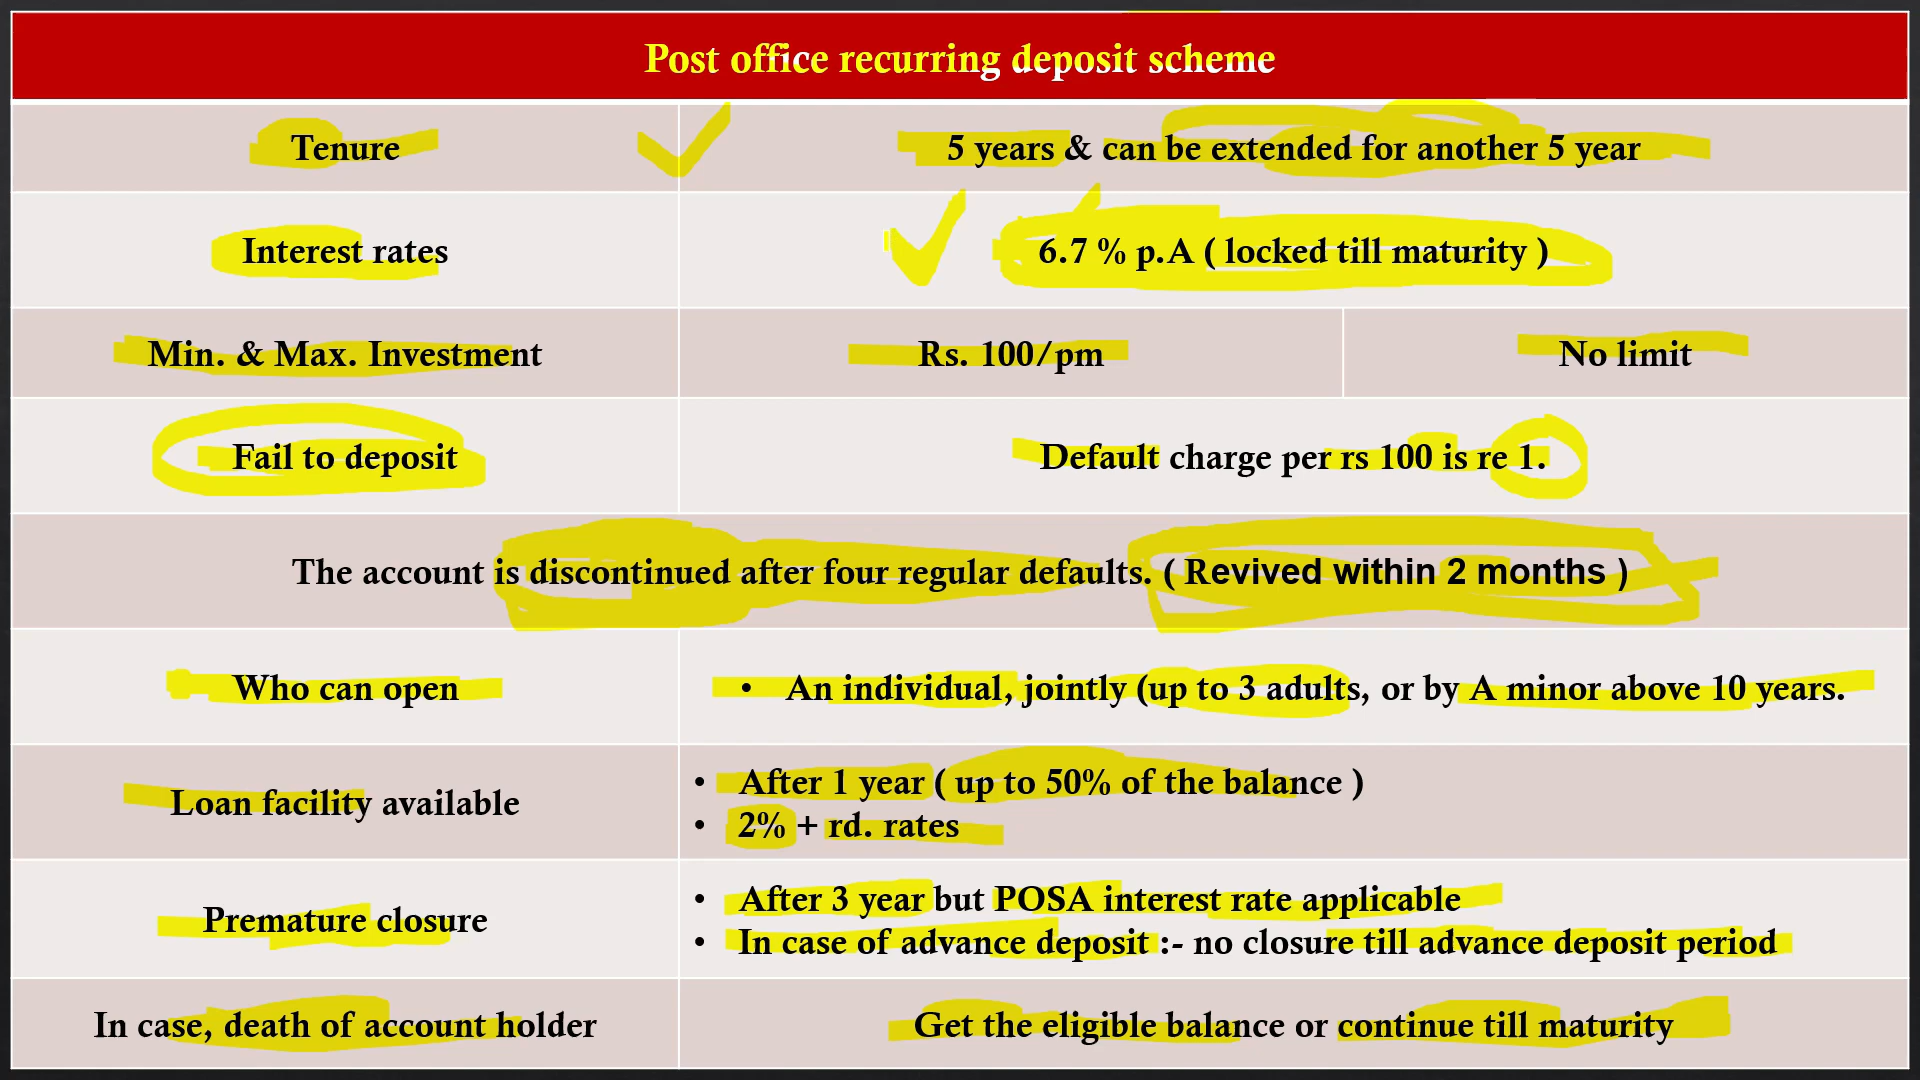 Post office recurring deposit scheme
Tenure
5 years & can be extended for another 5 year
Interest rates
6.7 % p.A ( locked till maturity )
Min. & Max. Investment
Rs. 100/pm
No limit
Fail to deposit
Default charge per rs 100 is re 1.
The account is discontinued after four regular defaults. ( Revived within 2 months )
Who can open
• An individual, jointly (up to 3 adults, or by A minor above 10 years.
Loan facility available
• After 1 year ( up to 50% of the balance )
• 2% + rd. rates
Premature closure
• After 3 year but POSA interest rate applicable
• In case of advance deposit :- no closure till advance deposit period
In case, death of account holder
Get the eligible balance or continue till maturity